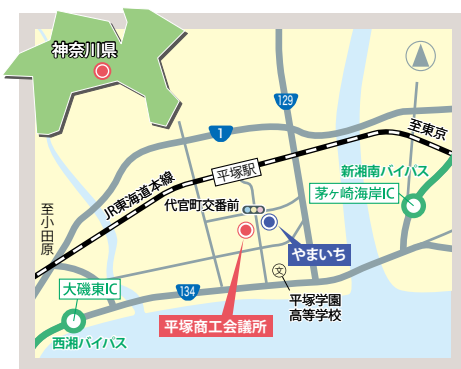 神奈川県
1
129
至東京
JR東海道本線
平塚駅
新湘南バイパス
茅ヶ崎海岸IC
代官町交番前
至小田原
やまいち
文
大磯東IC
134
平塚学園
高等学校
平塚商工会議所
西湘バイパス